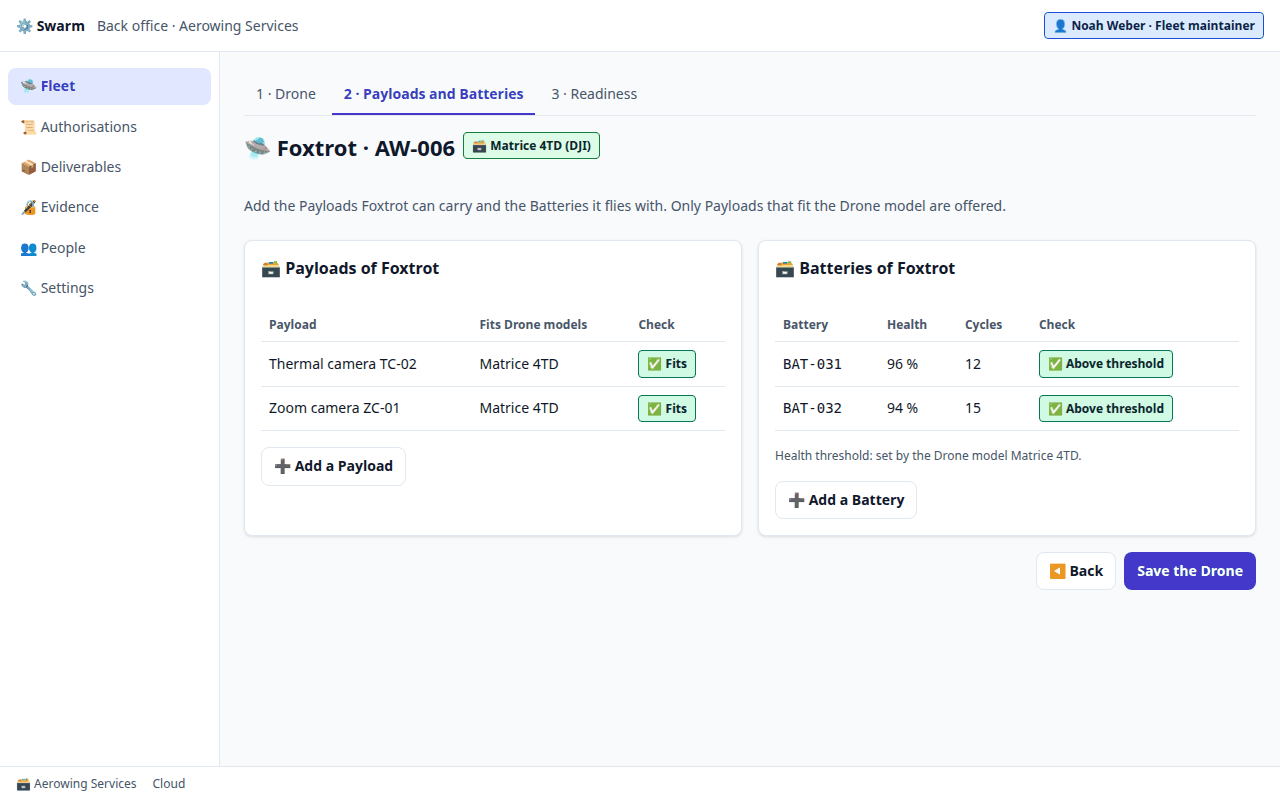 Swarm Back office · Aerowing Services
Noah Weber · Fleet maintainer
Fleet
Authorisations
Deliverables
Evidence
People
Settings
1 · Drone 2 · Payloads and Batteries 3 · Readiness
Foxtrot · AW-006 Matrice 4TD (DJI)
Add the Payloads Foxtrot can carry and the Batteries it flies with. Only Payloads that fit the Drone model are offered.
Payloads of Foxtrot
Payload Fits Drone models Check
Thermal camera TC-02 Matrice 4TD Fits
Zoom camera ZC-01 Matrice 4TD Fits
Add a Payload
Batteries of Foxtrot
Battery Health Cycles Check
BAT-031 96 % 12 Above threshold
BAT-032 94 % 15 Above threshold
Health threshold: set by the Drone model Matrice 4TD.
Add a Battery
Back Save the Drone
Aerowing Services Cloud